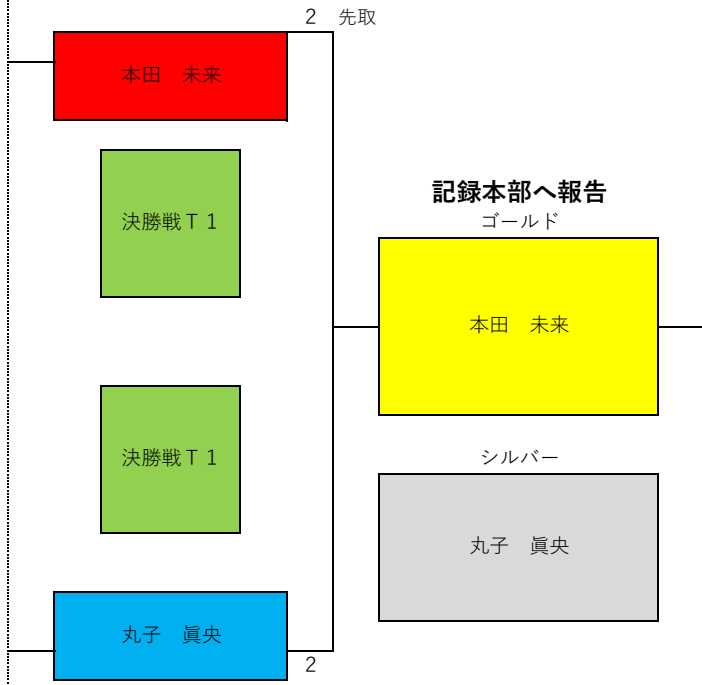 ２　先取
本田　未来
決勝戦Ｔ１
記録本部へ報告
ゴールド
本田　未来
決勝戦Ｔ１
シルバー
丸子　眞央
丸子　眞央
２